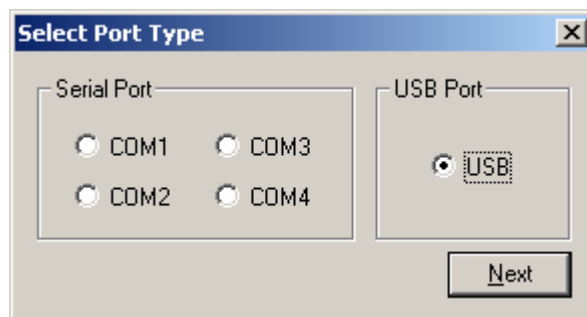 Select Port Type
Serial Port
COM1
COM3
COM2
COM4
USB Port
USB
Next